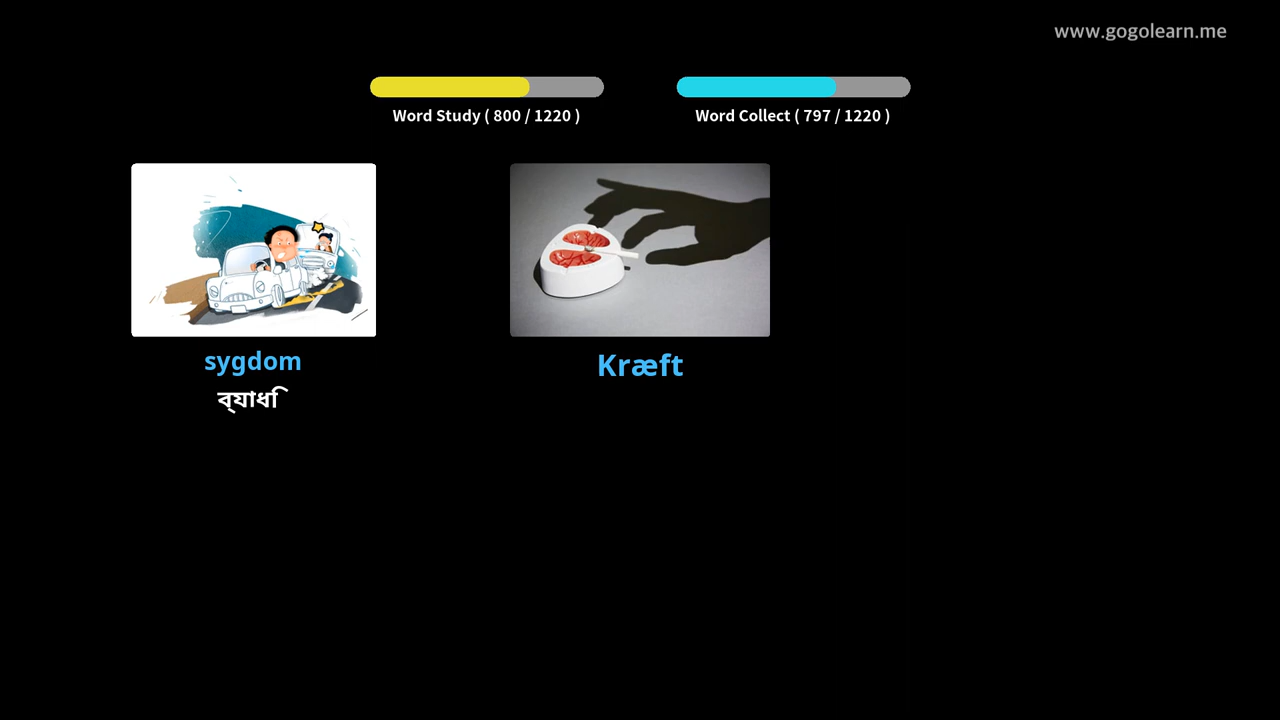 www.gogolearn.me
Word Study ( 800 / 1220 )
Word Collect ( 797 / 1220 )
sygdom
Kræft
ব্যাধি